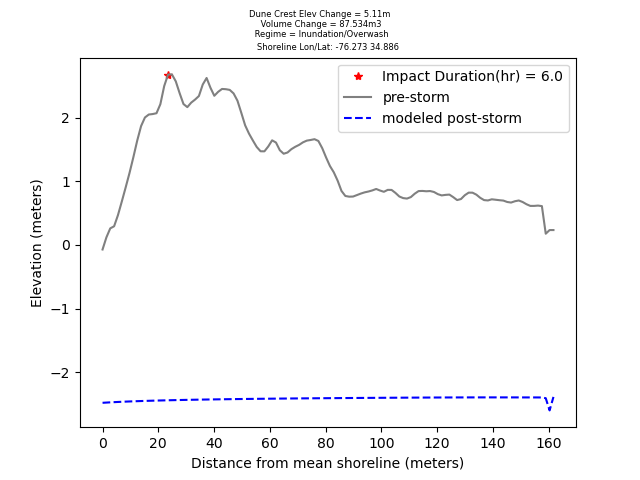 Dune Crest Elev Change = 5.11m
Volume Change = 87.534m3
Regime = Inundation/Overwash
Shoreline Lon/Lat: -76.273 34.886
Impact Duration(hr) = 6.0
pre-storm
modeled post-storm
Elevation (meters)
2
1
0
−1
−2
0
20
40
60
80
100
120
140
160
Distance from mean shoreline (meters)